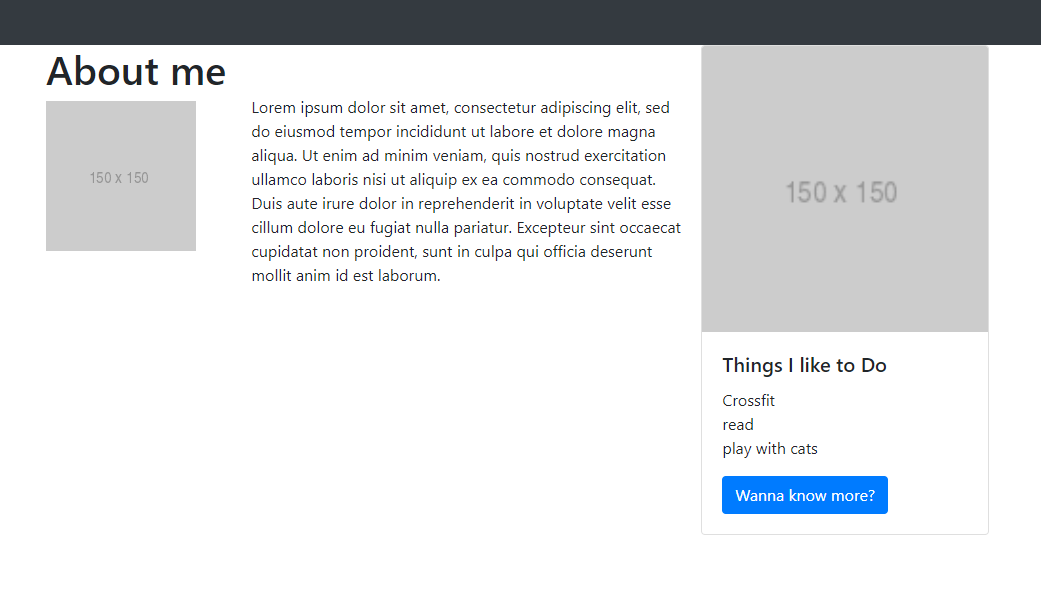 About me
150 x 150
Lorem ipsum dolor sit amet, consectetur adipiscing elit, sed
do eiusmod tempor incididunt ut labore et dolore magna
aliqua. Ut enim ad minim veniam, quis nostrud exercitation
ullamco laboris nisi ut aliquip ex ea commodo consequat.
Duis aute irure dolor in reprehenderit in voluptate velit esse
cillum dolore eu fugiat nulla pariatur. Excepteur sint occaecat
cupidatat non proident, sunt in culpa qui officia deserunt
mollit anim id est laborum.
150 x 150
Things I like to Do
Crossfit
read
play with cats
Wanna know more?